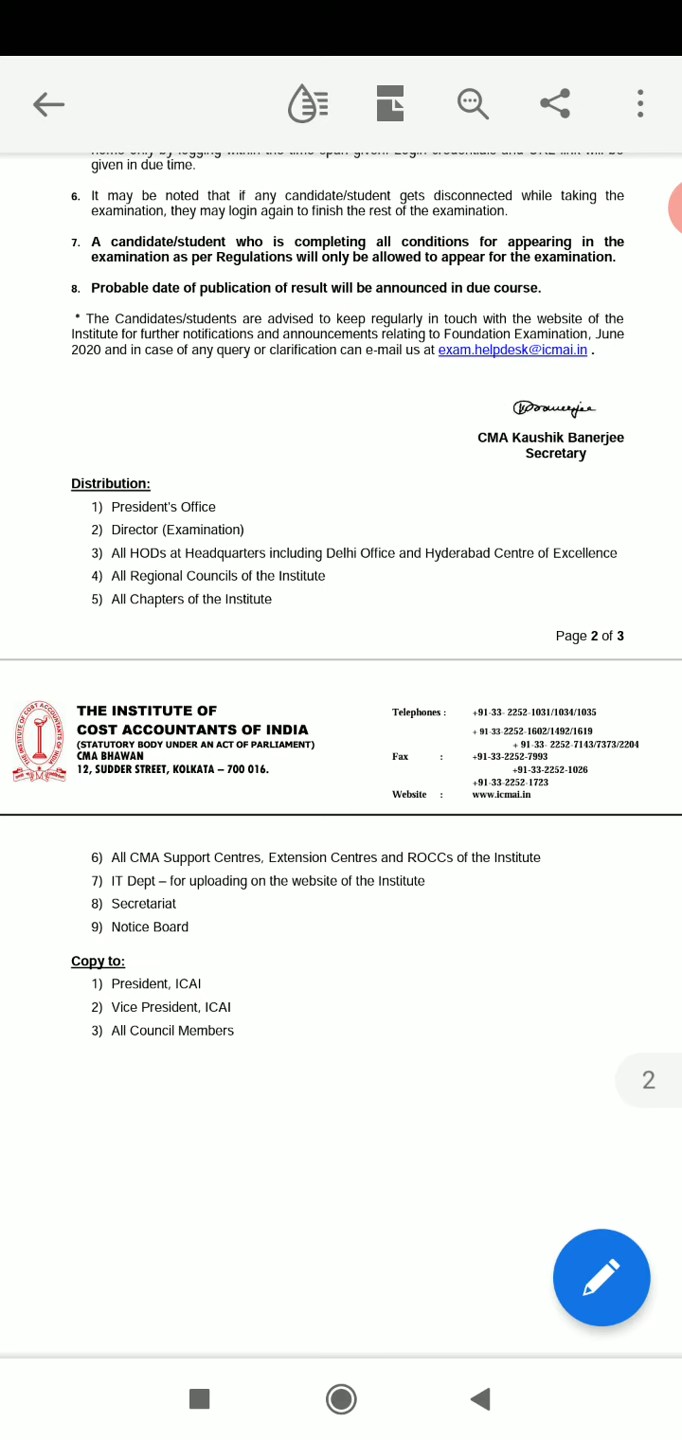 given in due time.
6. It may be noted that if any candidate/student gets disconnected while taking the
examination, they may login again to finish the rest of the examination.
7. A candidate/student who is completing all conditions for appearing in the
examination as per Regulations will only be allowed to appear for the examination.
8. Probable date of publication of result will be announced in due course.
* The Candidates/students are advised to keep regularly in touch with the website of the
Institute for further notifications and announcements relating to Foundation Examination, June
2020 and in case of any query or clarification can e-mail us at exam.helpdesk@icmai.in .
CMA Kaushik Banerjee
Secretary
Distribution:
1) President's Office
2) Director (Examination)
3) All HODs at Headquarters including Delhi Office and Hyderabad Centre of Excellence
4) All Regional Councils of the Institute
5) All Chapters of the Institute
Page 2 of 3
THE INSTITUTE OF
COST ACCOUNTANTS OF INDIA
(STATUTORY BODY UNDER AN ACT OF PARLIAMENT)
CMA BHAWAN
12, SUDDER STREET, KOLKATA – 700 016.
Telephones : +91-33- 2252-1031/1034/1035
+ 91-33-2252-1602/1492/1619
+ 91-33- 2252-7143/7373/2204
Fax : +91-33-2252-7993
+91-33-2252-1026
+91-33-2252-1723
Website : www.icmai.in
6) All CMA Support Centres, Extension Centres and ROCCs of the Institute
7) IT Dept – for uploading on the website of the Institute
8) Secretariat
9) Notice Board
Copy to:
1) President, ICAI
2) Vice President, ICAI
3) All Council Members
2